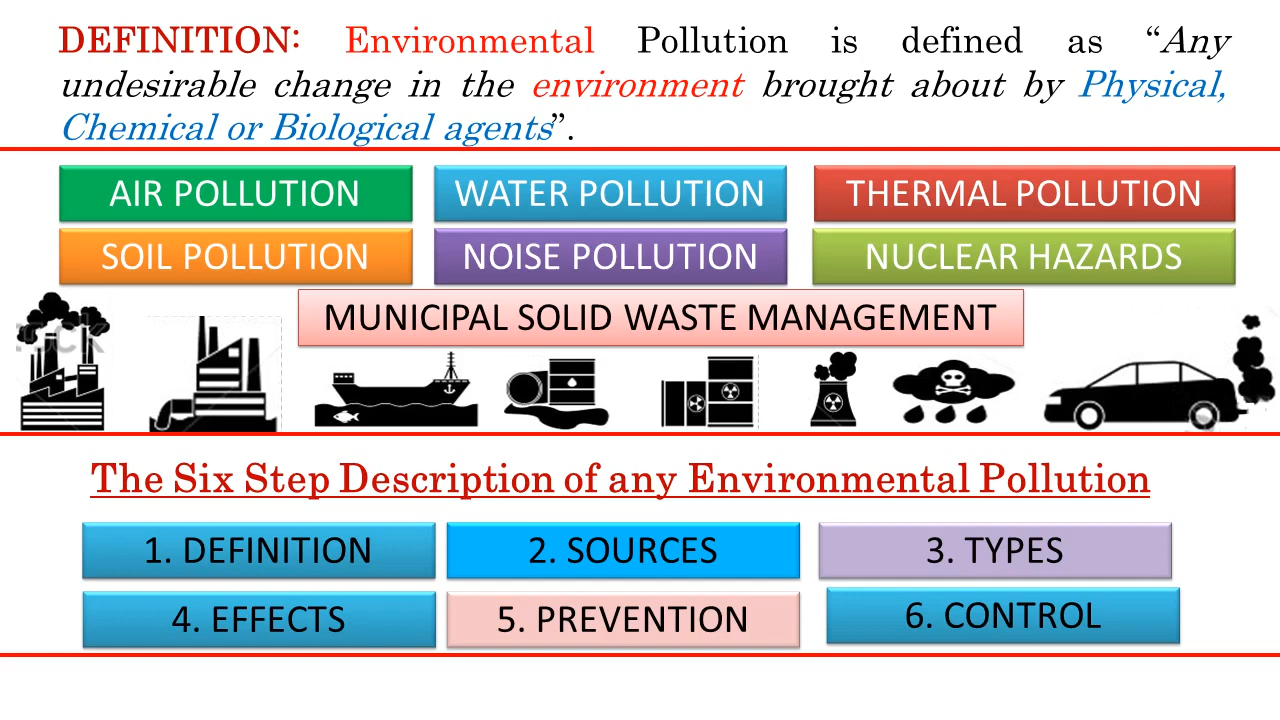 DEFINITION: Environmental Pollution is defined as “Any
undesirable change in the environment brought about by Physical,
Chemical or Biological agents”.
AIR POLLUTION
WATER POLLUTION
THERMAL POLLUTION
SOIL POLLUTION
NOISE POLLUTION
NUCLEAR HAZARDS
MUNICIPAL SOLID WASTE MANAGEMENT
The Six Step Description of any Environmental Pollution
1. DEFINITION
2. SOURCES
3. TYPES
4. EFFECTS
5. PREVENTION
6. CONTROL